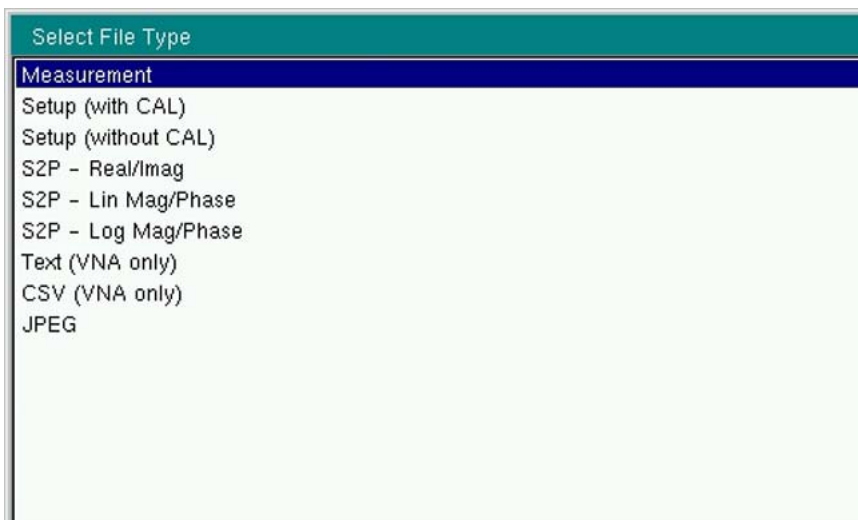 Select File Type
Measurement
Setup (with CAL)
Setup (without CAL)
S2P – Real/Imag
S2P – Lin Mag/Phase
S2P – Log Mag/Phase
Text (VNA only)
CSV (VNA only)
JPEG